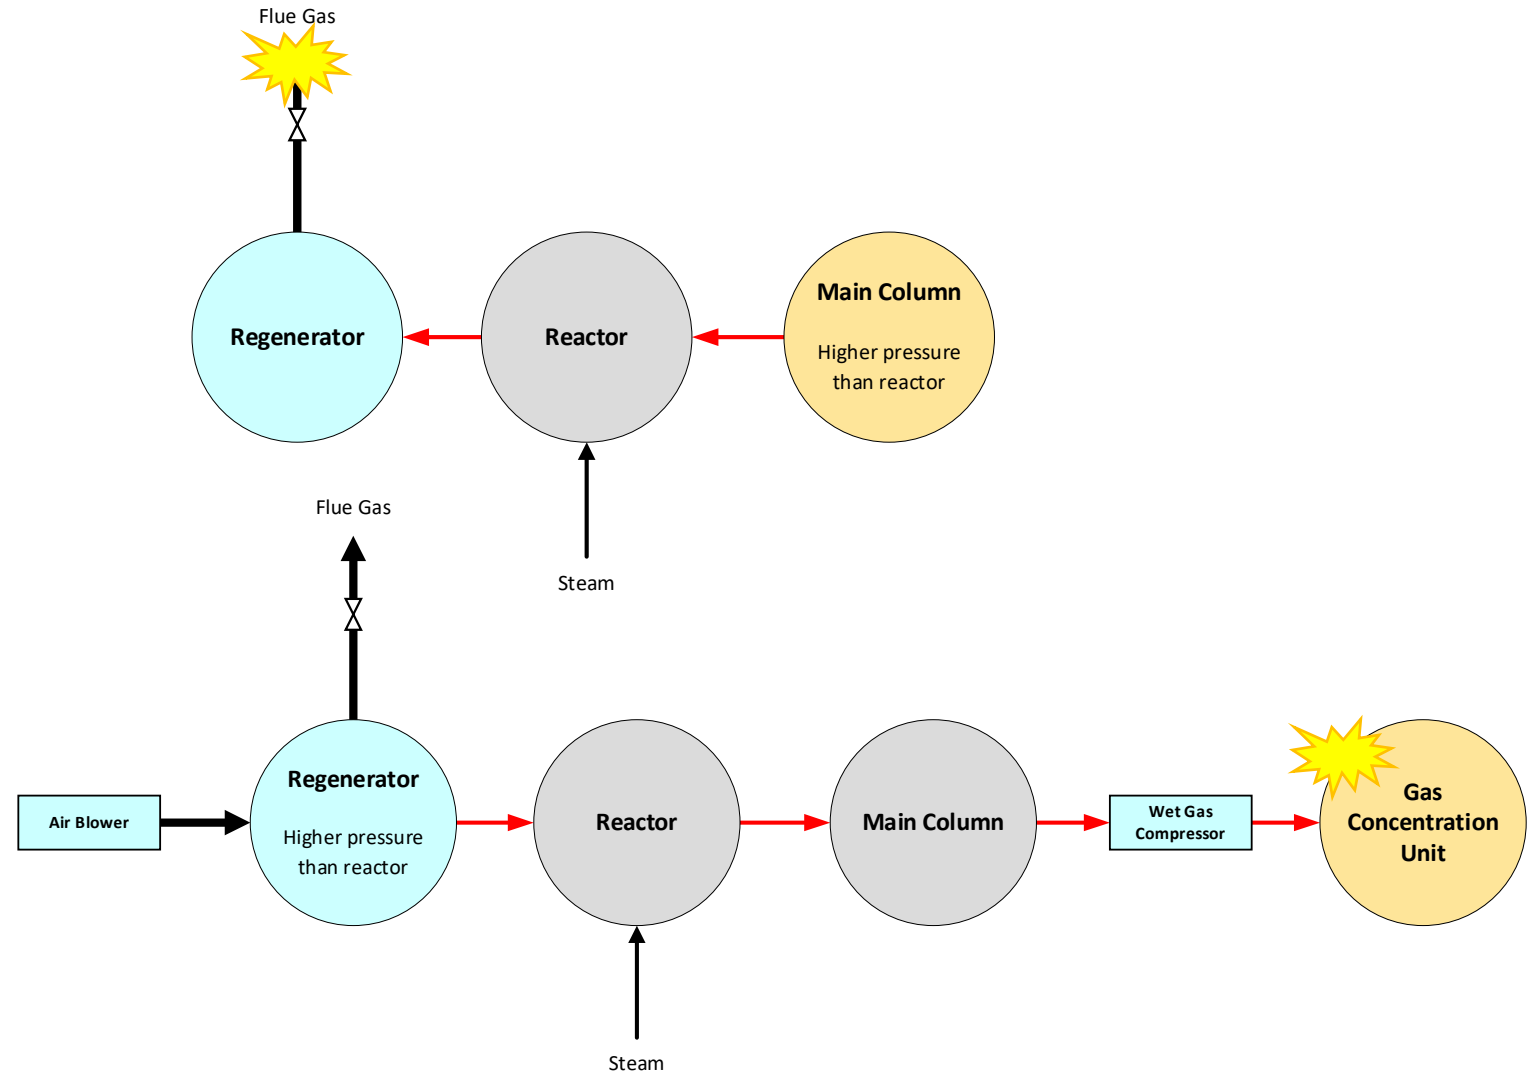 Flue Gas
Regenerator
Reactor
Main Column
Higher pressure
than reactor
Steam
Flue Gas
Air Blower
Regenerator
Higher pressure
than reactor
Reactor
Main Column
Wet Gas
Compressor
Gas
Concentration
Unit
Steam